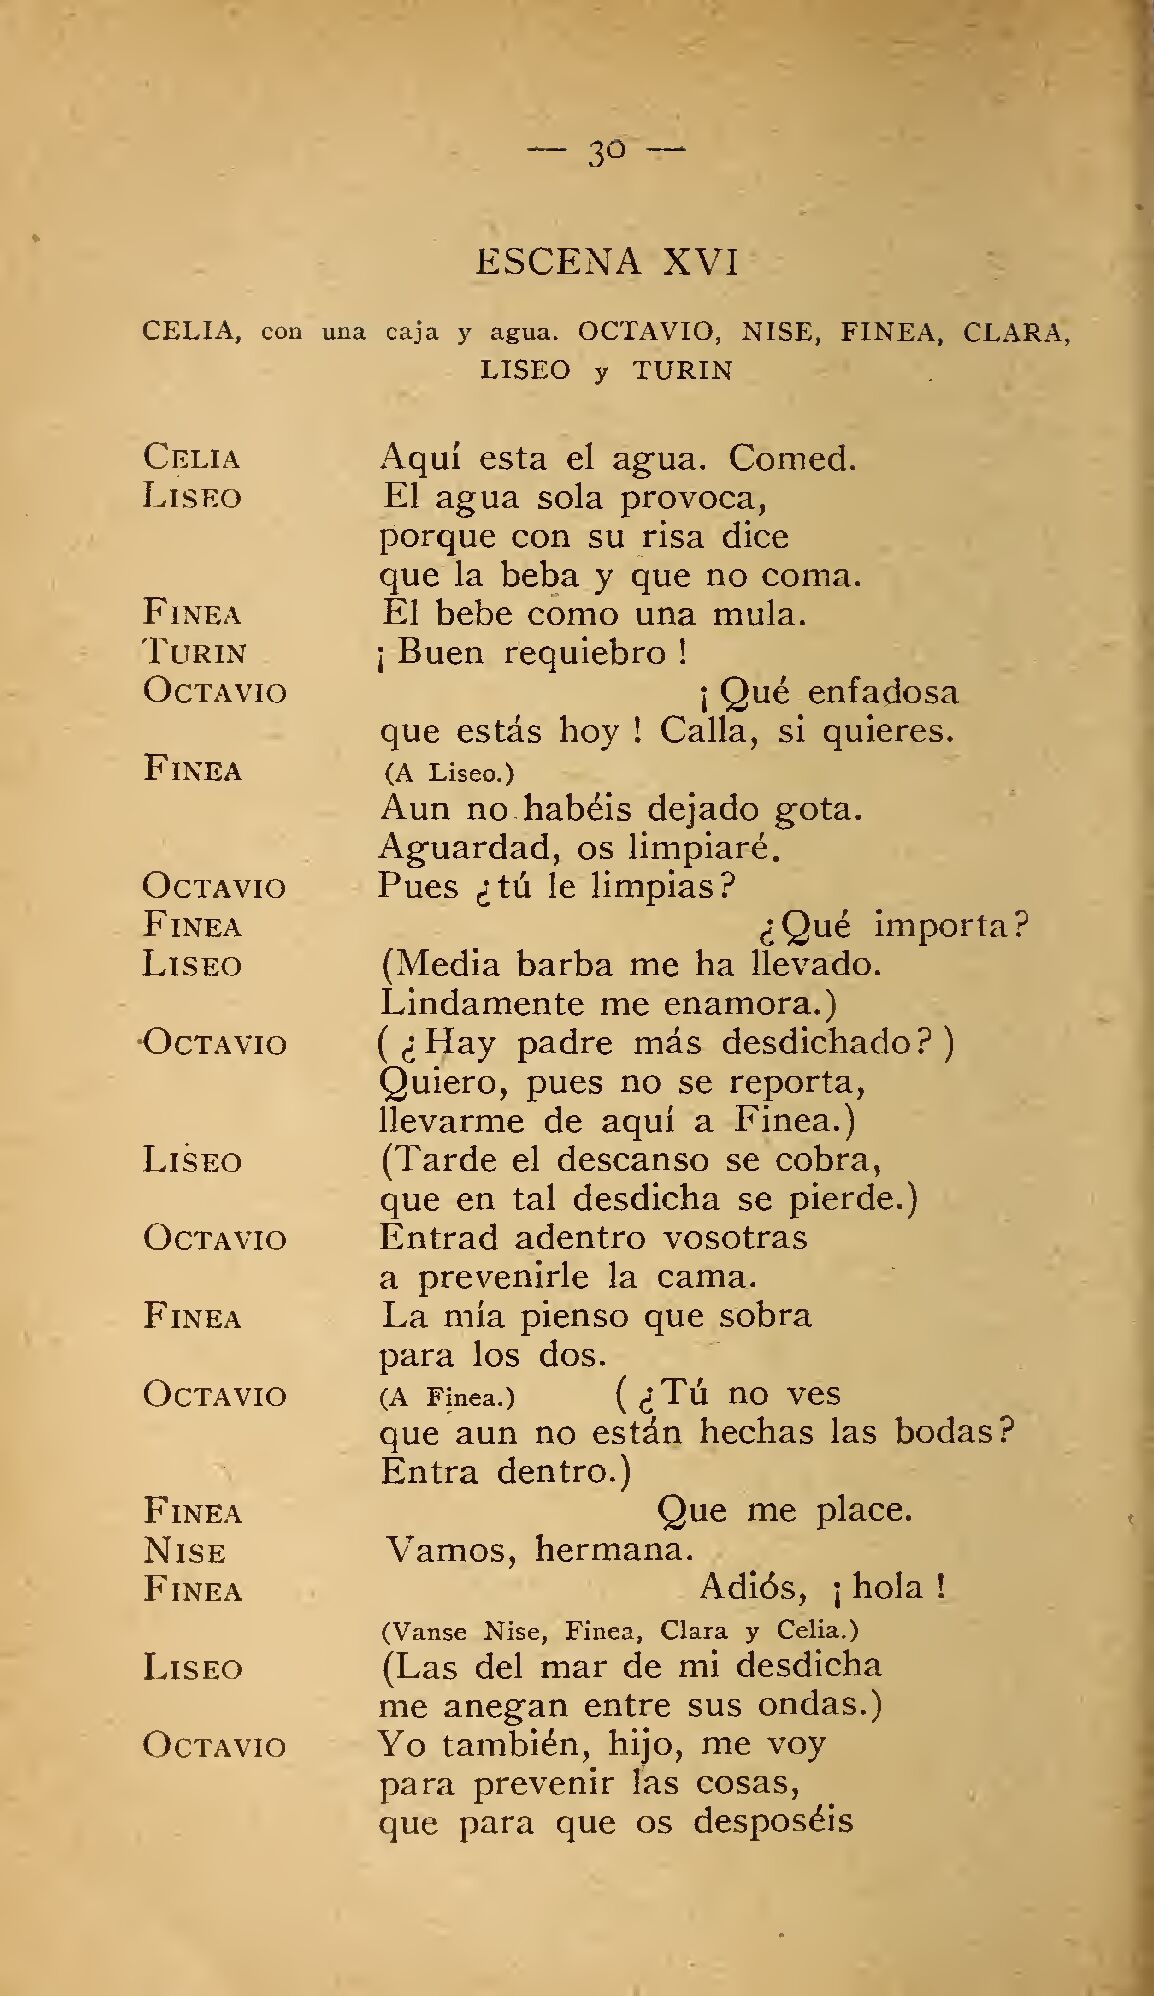 — 30 —
ESCENA XVI
CELIA, con una caja y agua. OCTAVIO, NISE, FINEA, CLARA,
LISEO y TURIN
CELIA Aquí esta el agua. Comed.
LISEO El agua sola provoca,
porque con su risa dice
que la beba y que no coma.
FINEA El bebe como una mula.
TURIN ¡ Buen requiebro !
OCTAVIO ¡ Qué enfadosa
que estás hoy ! Calla, si quieres.
FINEA (A Liseo.)
Aun no habéis dejado gota.
Aguardad, os limpiaré.
OCTAVIO Pues ¿tú le limpias?
FINEA ¿Qué importa?
LISEO (Media barba me ha llevado.
Lindamente me enamora.)
OCTAVIO ( ¿Hay padre más desdichado? )
Quiero, pues no se reporta,
llevarme de aquí a Finea.)
LISEO (Tarde el descanso se cobra,
que en tal desdicha se pierde.)
OCTAVIO Entrad adentro vosotras
a prevenirle la cama.
FINEA La mía pienso que sobra
para los dos.
OCTAVIO (A Finea.) ( ¿Tú no ves
que aun no están hechas las bodas?
Entra dentro.)
FINEA Que me place.
NISE Vamos, hermana.
FINEA Adiós, ¡ hola !
(Vanse Nise, Finea, Clara y Celia.)
LISEO (Las del mar de mi desdicha
me anegan entre sus ondas.)
OCTAVIO Yo también, hijo, me voy
para prevenir las cosas,
que para que os desposéis